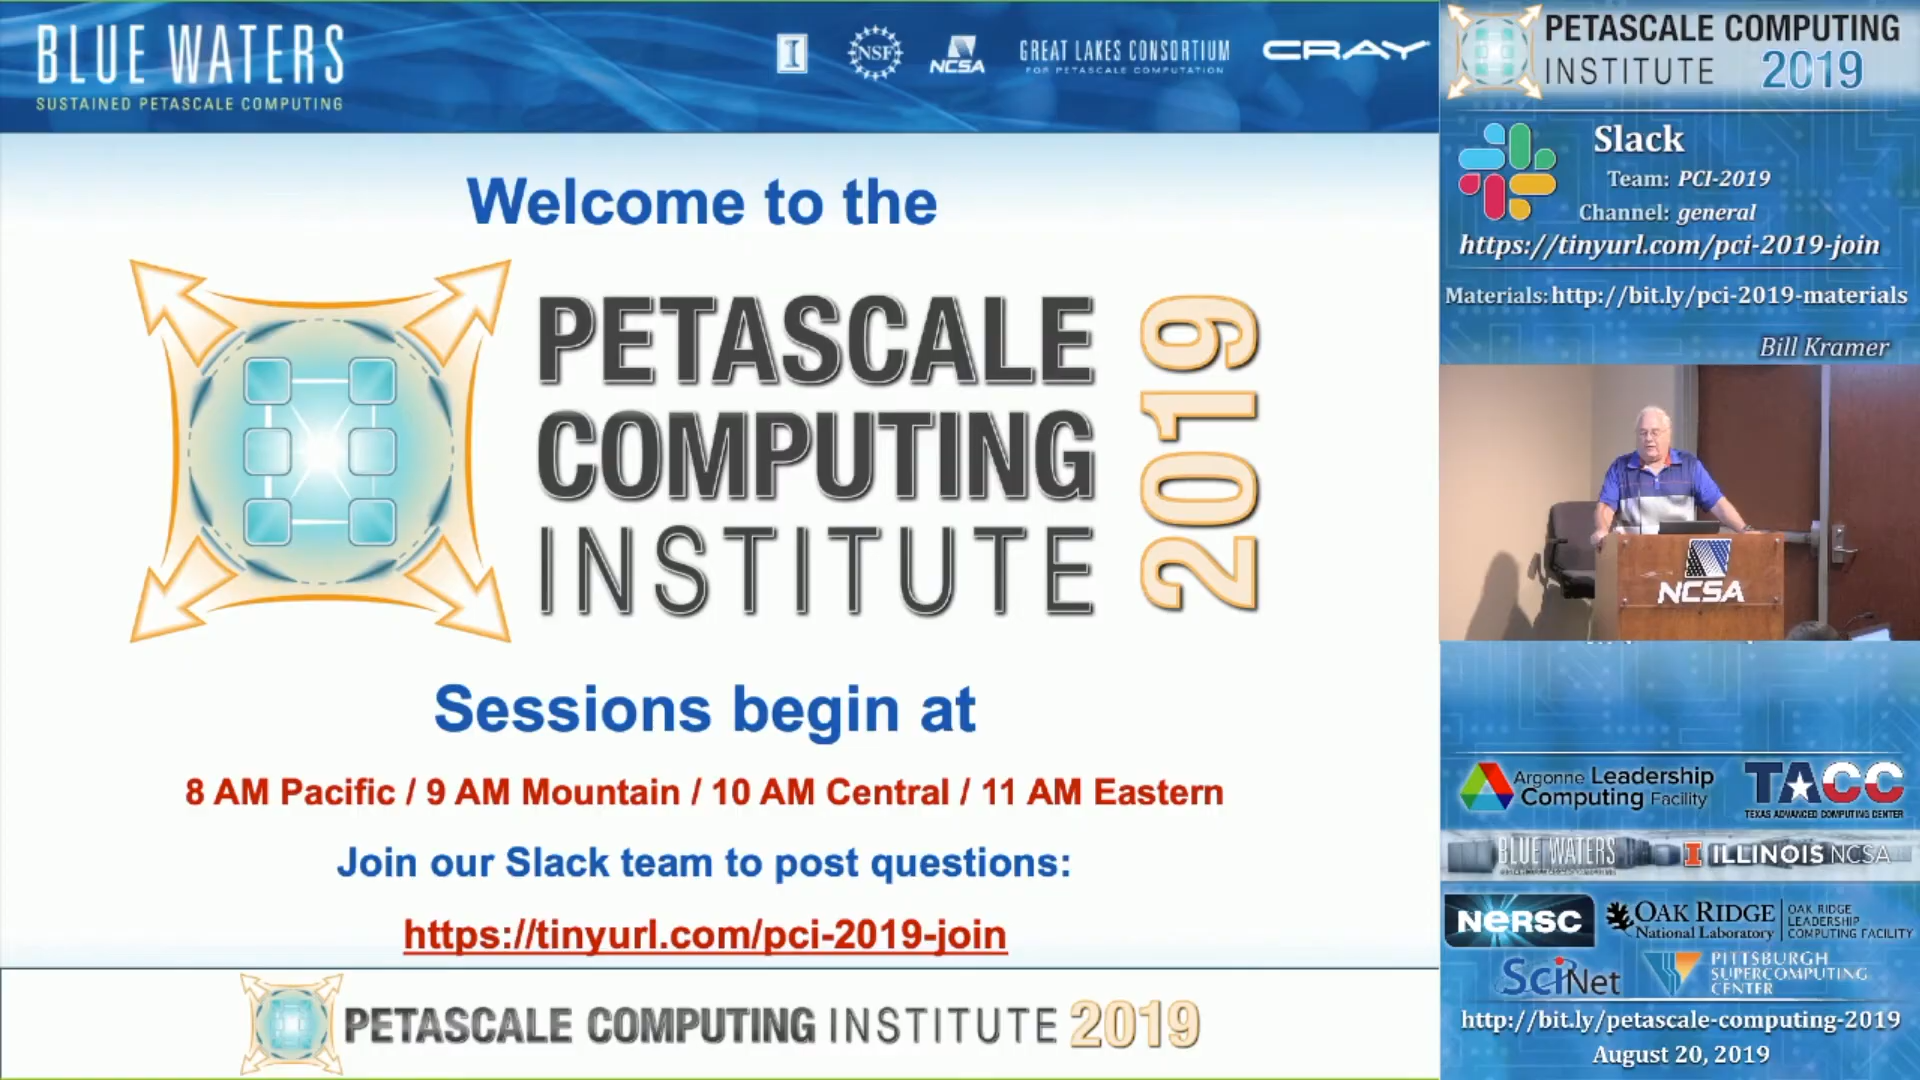 BLUE WATERS
SUSTAINED PETASCALE COMPUTING
I
NSF
NCSA
GREAT LAKES CONSORTIUM
FOR PETASCALE COMPUTATION
CRAY
Welcome to the
PETASCALE
COMPUTING
INSTITUTE
2019
Sessions begin at
8 AM Pacific / 9 AM Mountain / 10 AM Central / 11 AM Eastern
Join our Slack team to post questions:
https://tinyurl.com/pci-2019-join
PETASCALE COMPUTING INSTITUTE 2019
PETASCALE COMPUTING
INSTITUTE 2019
Slack
Team: PCI-2019
Channel: general
https://tinyurl.com/pci-2019-join
Materials: http://bit.ly/pci-2019-materials
Bill Kramer
NCSA
Argonne Leadership
Computing Facility
TACC
TEXAS ADVANCED COMPUTING CENTER
BLUE WATERS
I ILLINOIS NCSA
NERSC
OAK RIDGE
National Laboratory
OAK RIDGE
LEADERSHIP
COMPUTING FACILITY
SciNet
PITTSBURGH
SUPERCOMPUTING
CENTER
http://bit.ly/petascale-computing-2019
August 20, 2019